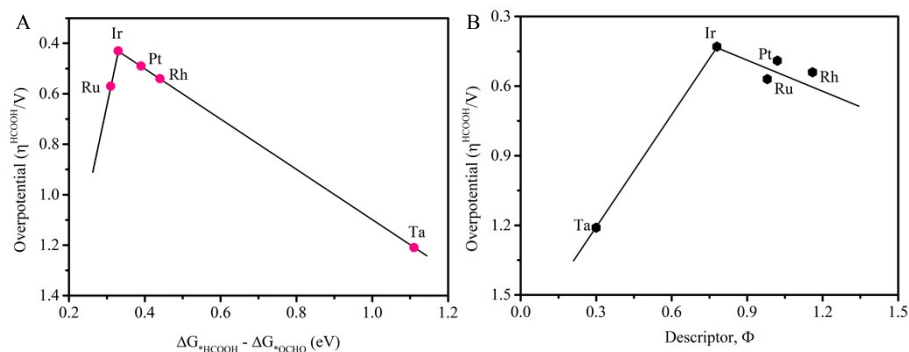 A
Overpotential (η^HCOOH/V)
0.4
0.6
0.8
1.0
1.2
1.4
Ir
Pt
Ru
Rh
Ta
0.2 0.4 0.6 0.8 1.0 1.2
ΔG*HCOOH - ΔG*OCHO (eV)
B
Overpotential (η^HCOOH/V)
0.3
0.6
0.9
1.2
1.5
Ir
Pt
Rh
Ru
Ta
0.0 0.3 0.6 0.9 1.2 1.5
Descriptor, Φ